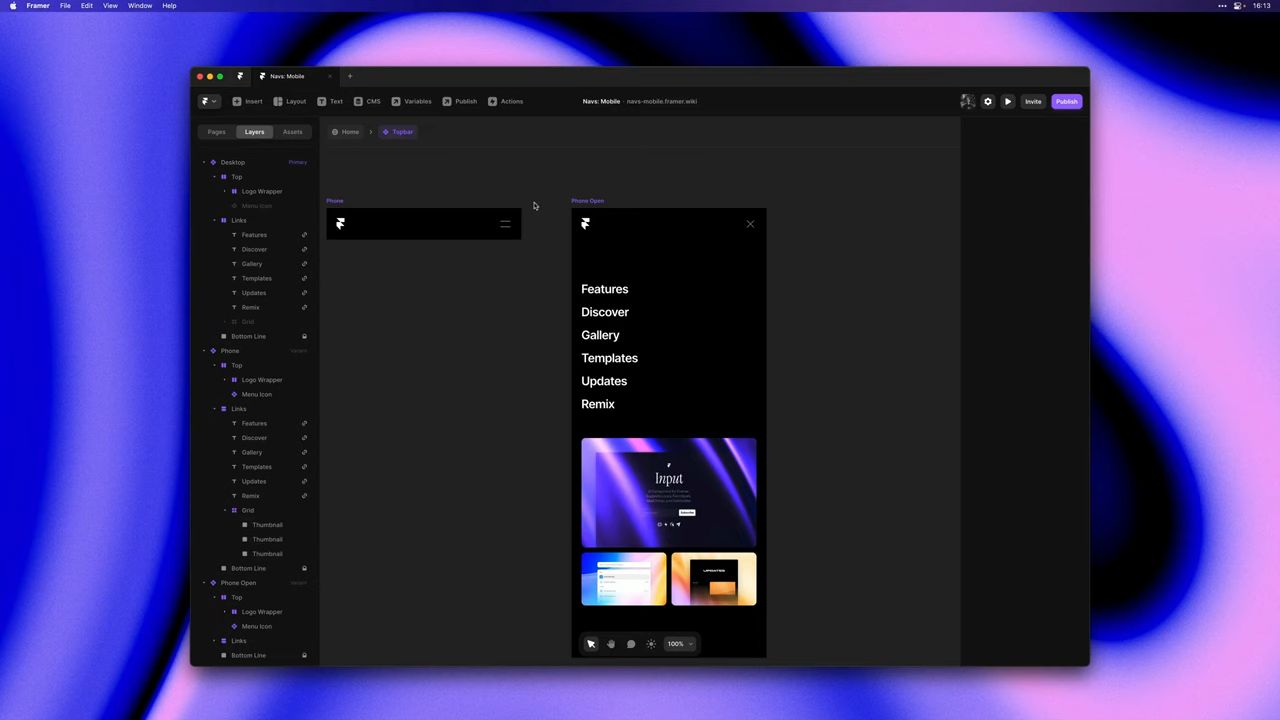 Framer File Edit View Window Help
16:13
Navs: Mobile
Insert Layout Text CMS Variables Publish Actions
Navs: Mobile · navs-mobile.framer.wiki
Invite Publish
Pages Layers Assets
Home Topbar
Desktop Primary
Top
Logo Wrapper
Menu Icon
Links
Features
Discover
Gallery
Templates
Updates
Remix
Grid
Bottom Line
Phone Variant
Top
Logo Wrapper
Menu Icon
Links
Features
Discover
Gallery
Templates
Updates
Remix
Grid
Thumbnail
Thumbnail
Thumbnail
Bottom Line
Phone Open Variant
Top
Logo Wrapper
Menu Icon
Links
Bottom Line
Phone
Phone Open
Features
Discover
Gallery
Templates
Updates
Remix
Input
Subscribe
UPDATES
100%